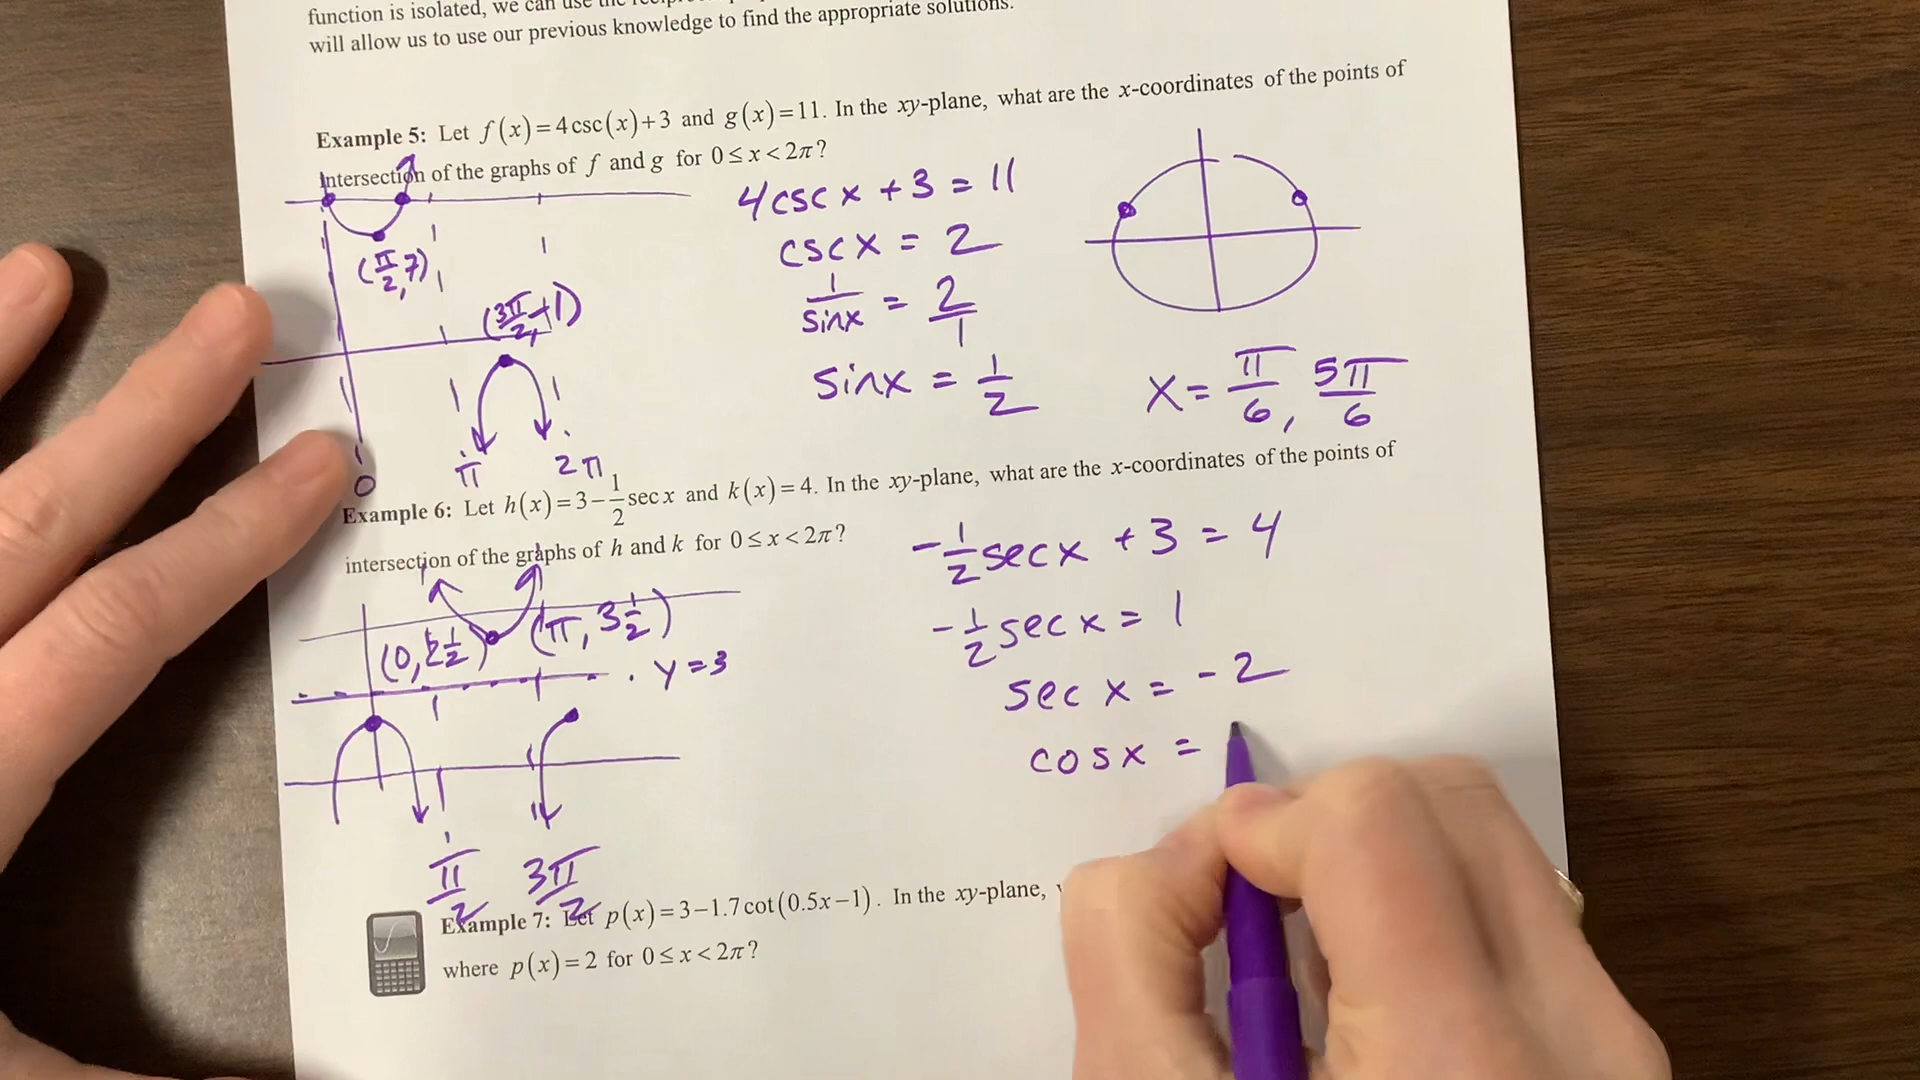 function is isolated, we can use the
will allow us to use our previous knowledge to find the appropriate solutions.
Example 5: Let f(x)=4csc(x)+3 and g(x)=11. In the xy-plane, what are the x-coordinates of the points of
intersection of the graphs of f and g for 0≤x<2π?
4cscx+3=11
cscx=2
1/sinx=2/1
sinx=1/2
x=π/6, 5π/6
(π/2,7)
(3π/2,-1)
0
π
2π
Example 6: Let h(x)=3-1/2 sec x and k(x)=4. In the xy-plane, what are the x-coordinates of the points of
intersection of the graphs of h and k for 0≤x<2π?
-1/2 secx+3=4
-1/2 secx=1
sec x=-2
cosx=
(0,2 1/2)
(π,3 1/2)
y=3
π/2
3π/2
Example 7: Let p(x)=3-1.7cot(0.5x-1). In the xy-plane,
where p(x)=2 for 0≤x<2π?